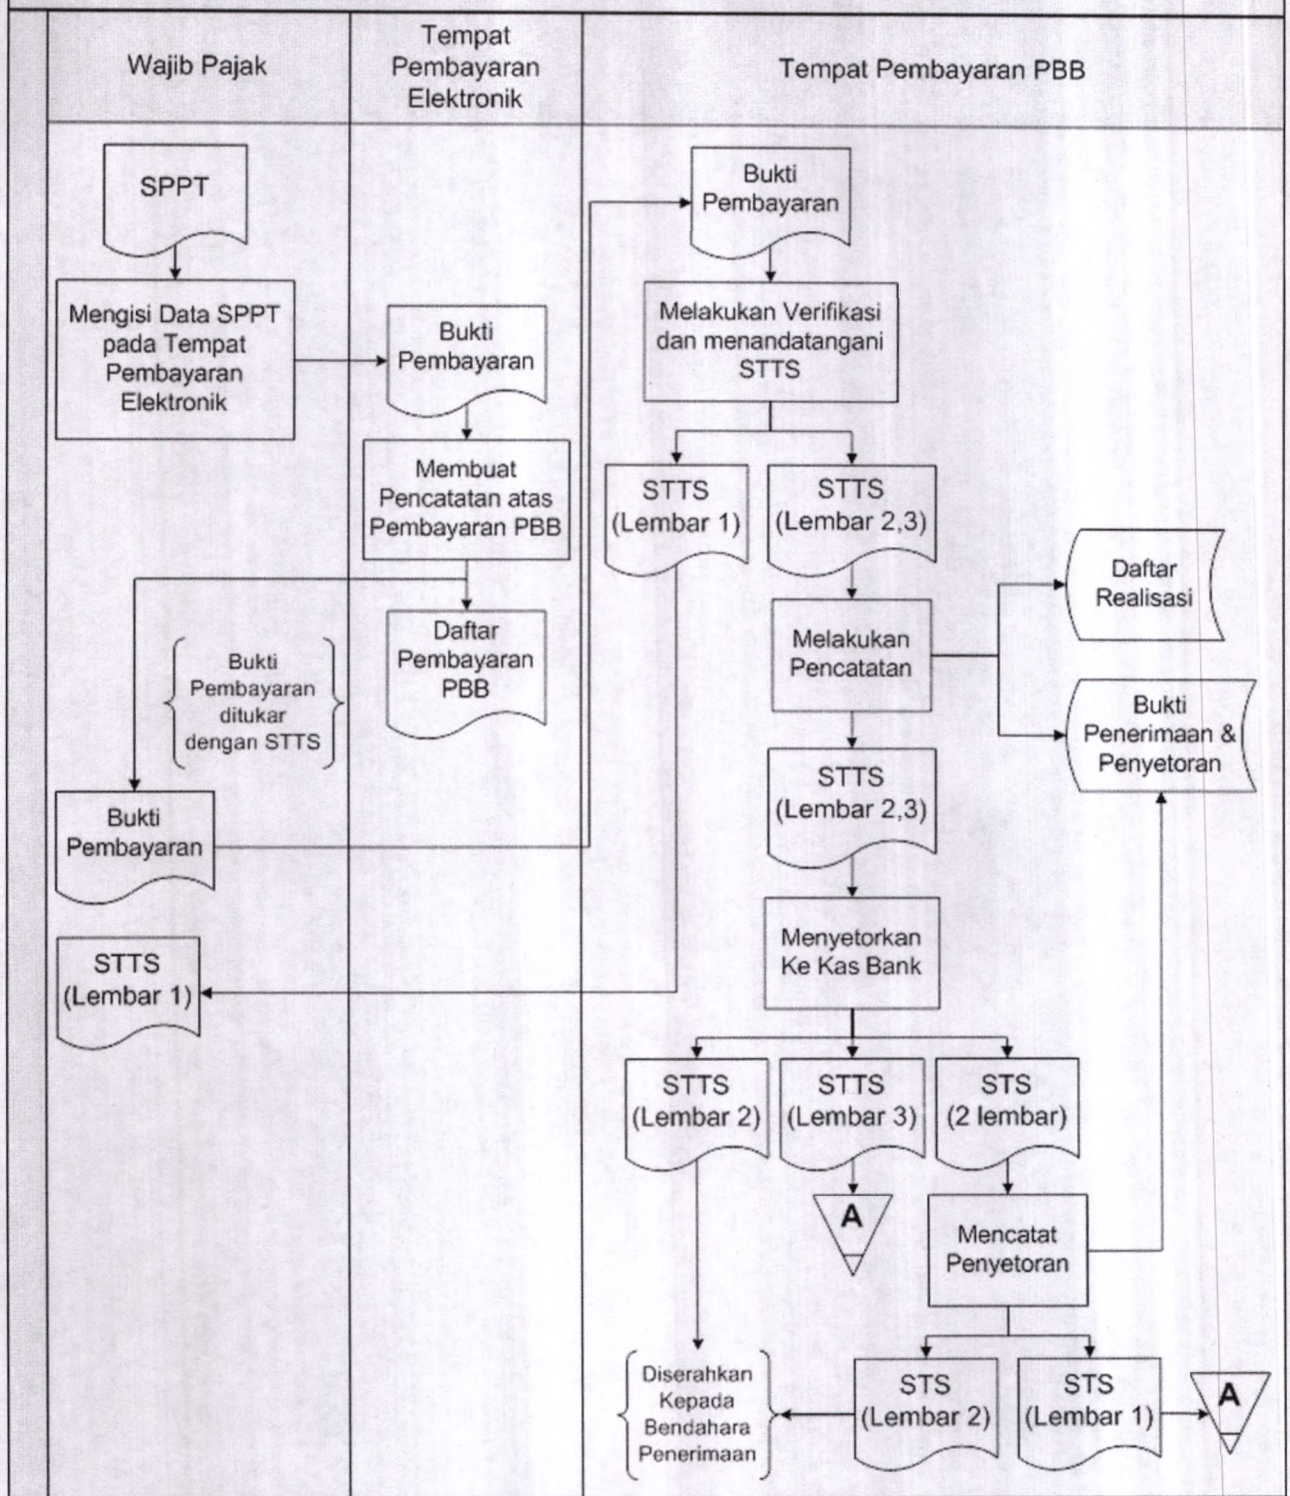 Wajib Pajak
Tempat
Pembayaran
Elektronik
Tempat Pembayaran PBB
SPPT
Mengisi Data SPPT
pada Tempat
Pembayaran
Elektronik
Bukti
Pembayaran
Membuat
Pencatatan atas
Pembayaran PBB
Daftar
Pembayaran
PBB
Bukti
Pembayaran
ditukar
dengan STTS
Bukti
Pembayaran
STTS
(Lembar 1)
Bukti
Pembayaran
Melakukan Verifikasi
dan menandatangani
STTS
STTS
(Lembar 1)
STTS
(Lembar 2,3)
Melakukan
Pencatatan
Daftar
Realisasi
Bukti
Penerimaan &
Penyetoran
STTS
(Lembar 2,3)
Menyetorkan
Ke Kas Bank
STTS
(Lembar 2)
STTS
(Lembar 3)
STS
(2 lembar)
A
Mencatat
Penyetoran
Diserahkan
Kepada
Bendahara
Penerimaan
STS
(Lembar 2)
STS
(Lembar 1)
A